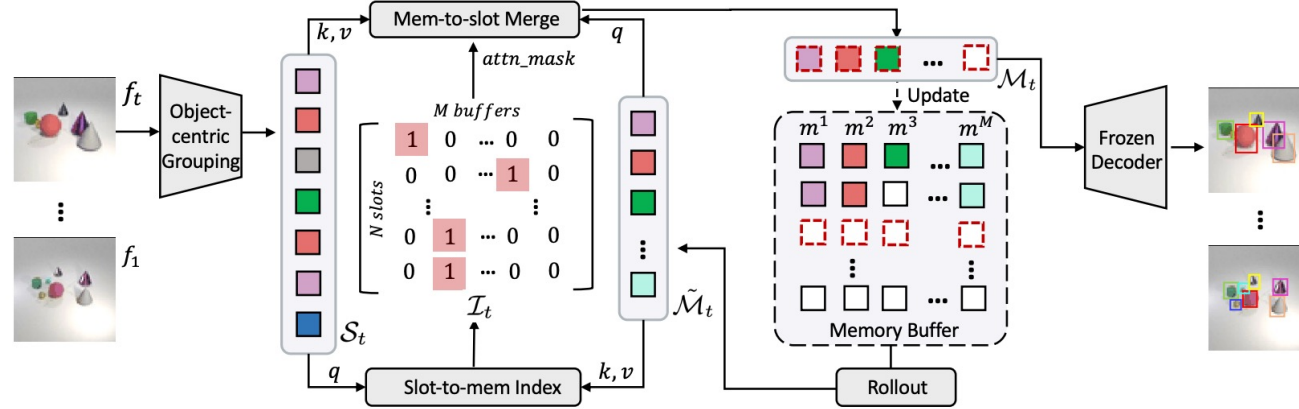 Mem-to-slot Merge
k, v
q
attn_mask
f_t
Object-
centric
Grouping
M buffers
N slots
1 0 ... 0 0
0 0 ... 1 0
0 1 ... 0 0
0 1 ... 0 0
I_t
S_t
f_1
q
Slot-to-mem Index
k, v
M̃_t
M_t
Update
m^1 m^2 m^3 ... m^M
Memory Buffer
Rollout
Frozen
Decoder